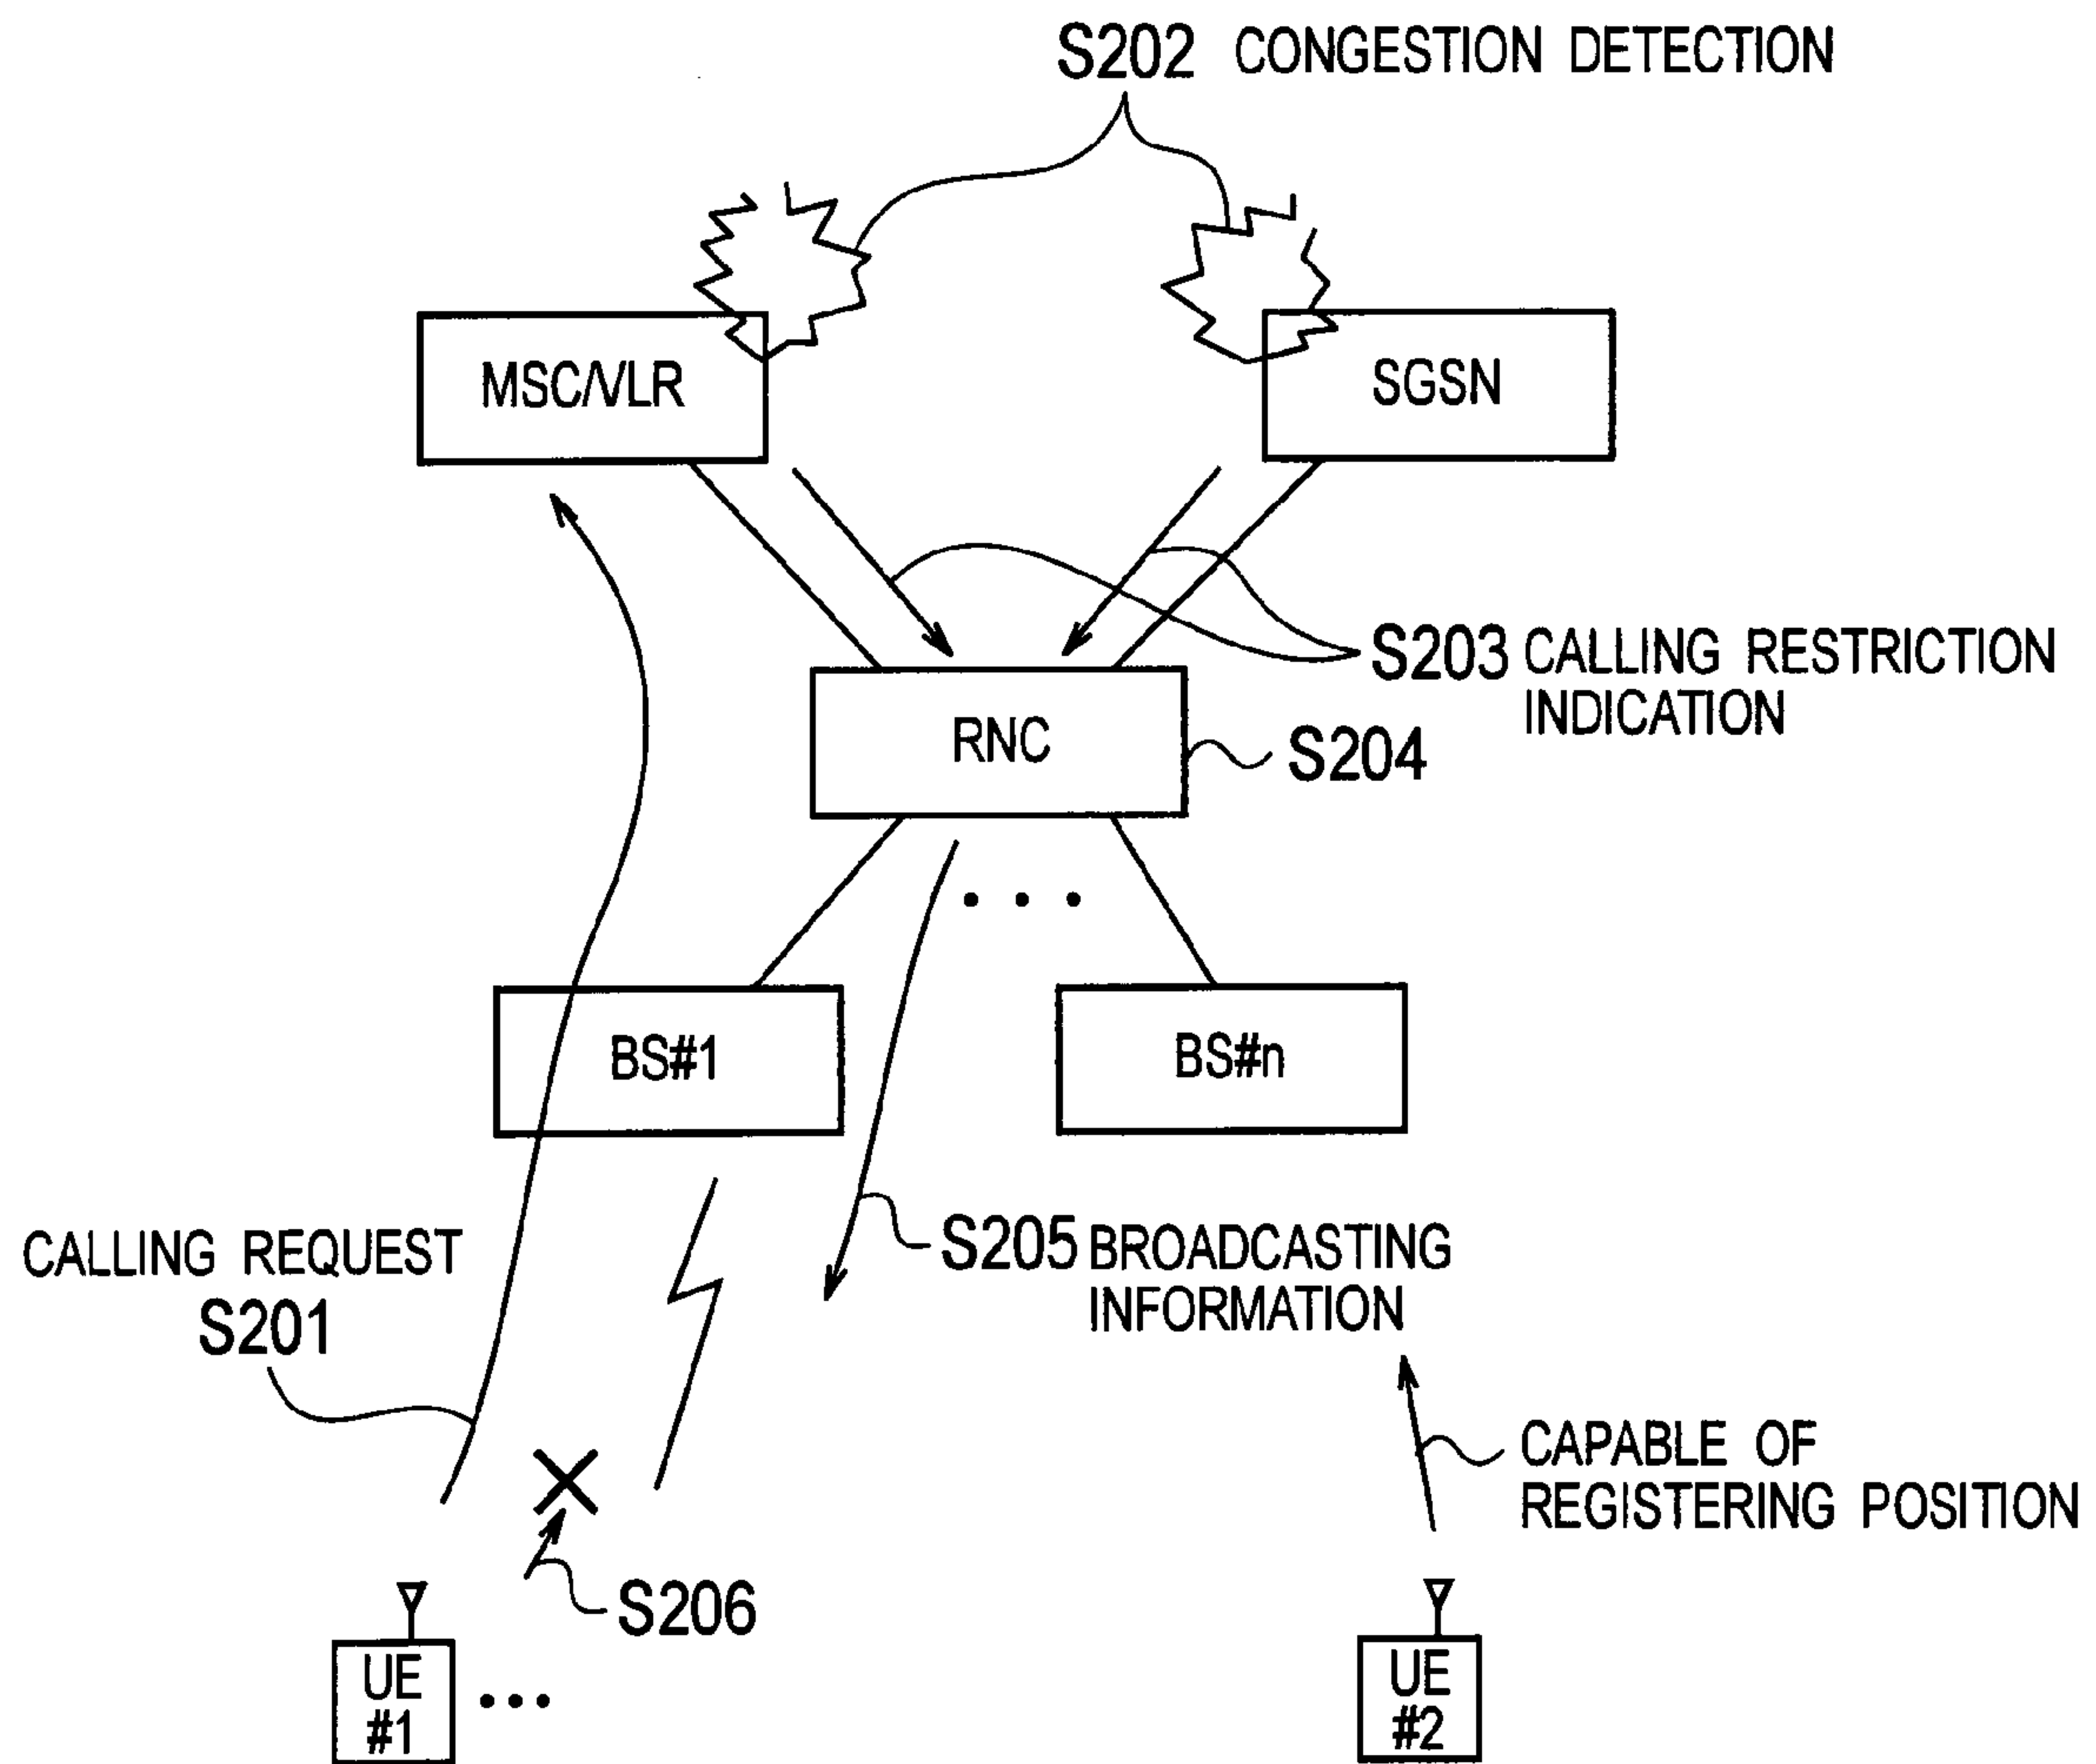 S202 CONGESTION DETECTION
MSC/VLR
SGSN
S203 CALLING RESTRICTION
INDICATION
RNC
S204
• • •
BS#1
BS#n
CALLING REQUEST
S201
S205 BROADCASTING
INFORMATION
CAPABLE OF
REGISTERING POSITION
S206
UE
#1
•••
UE
#2